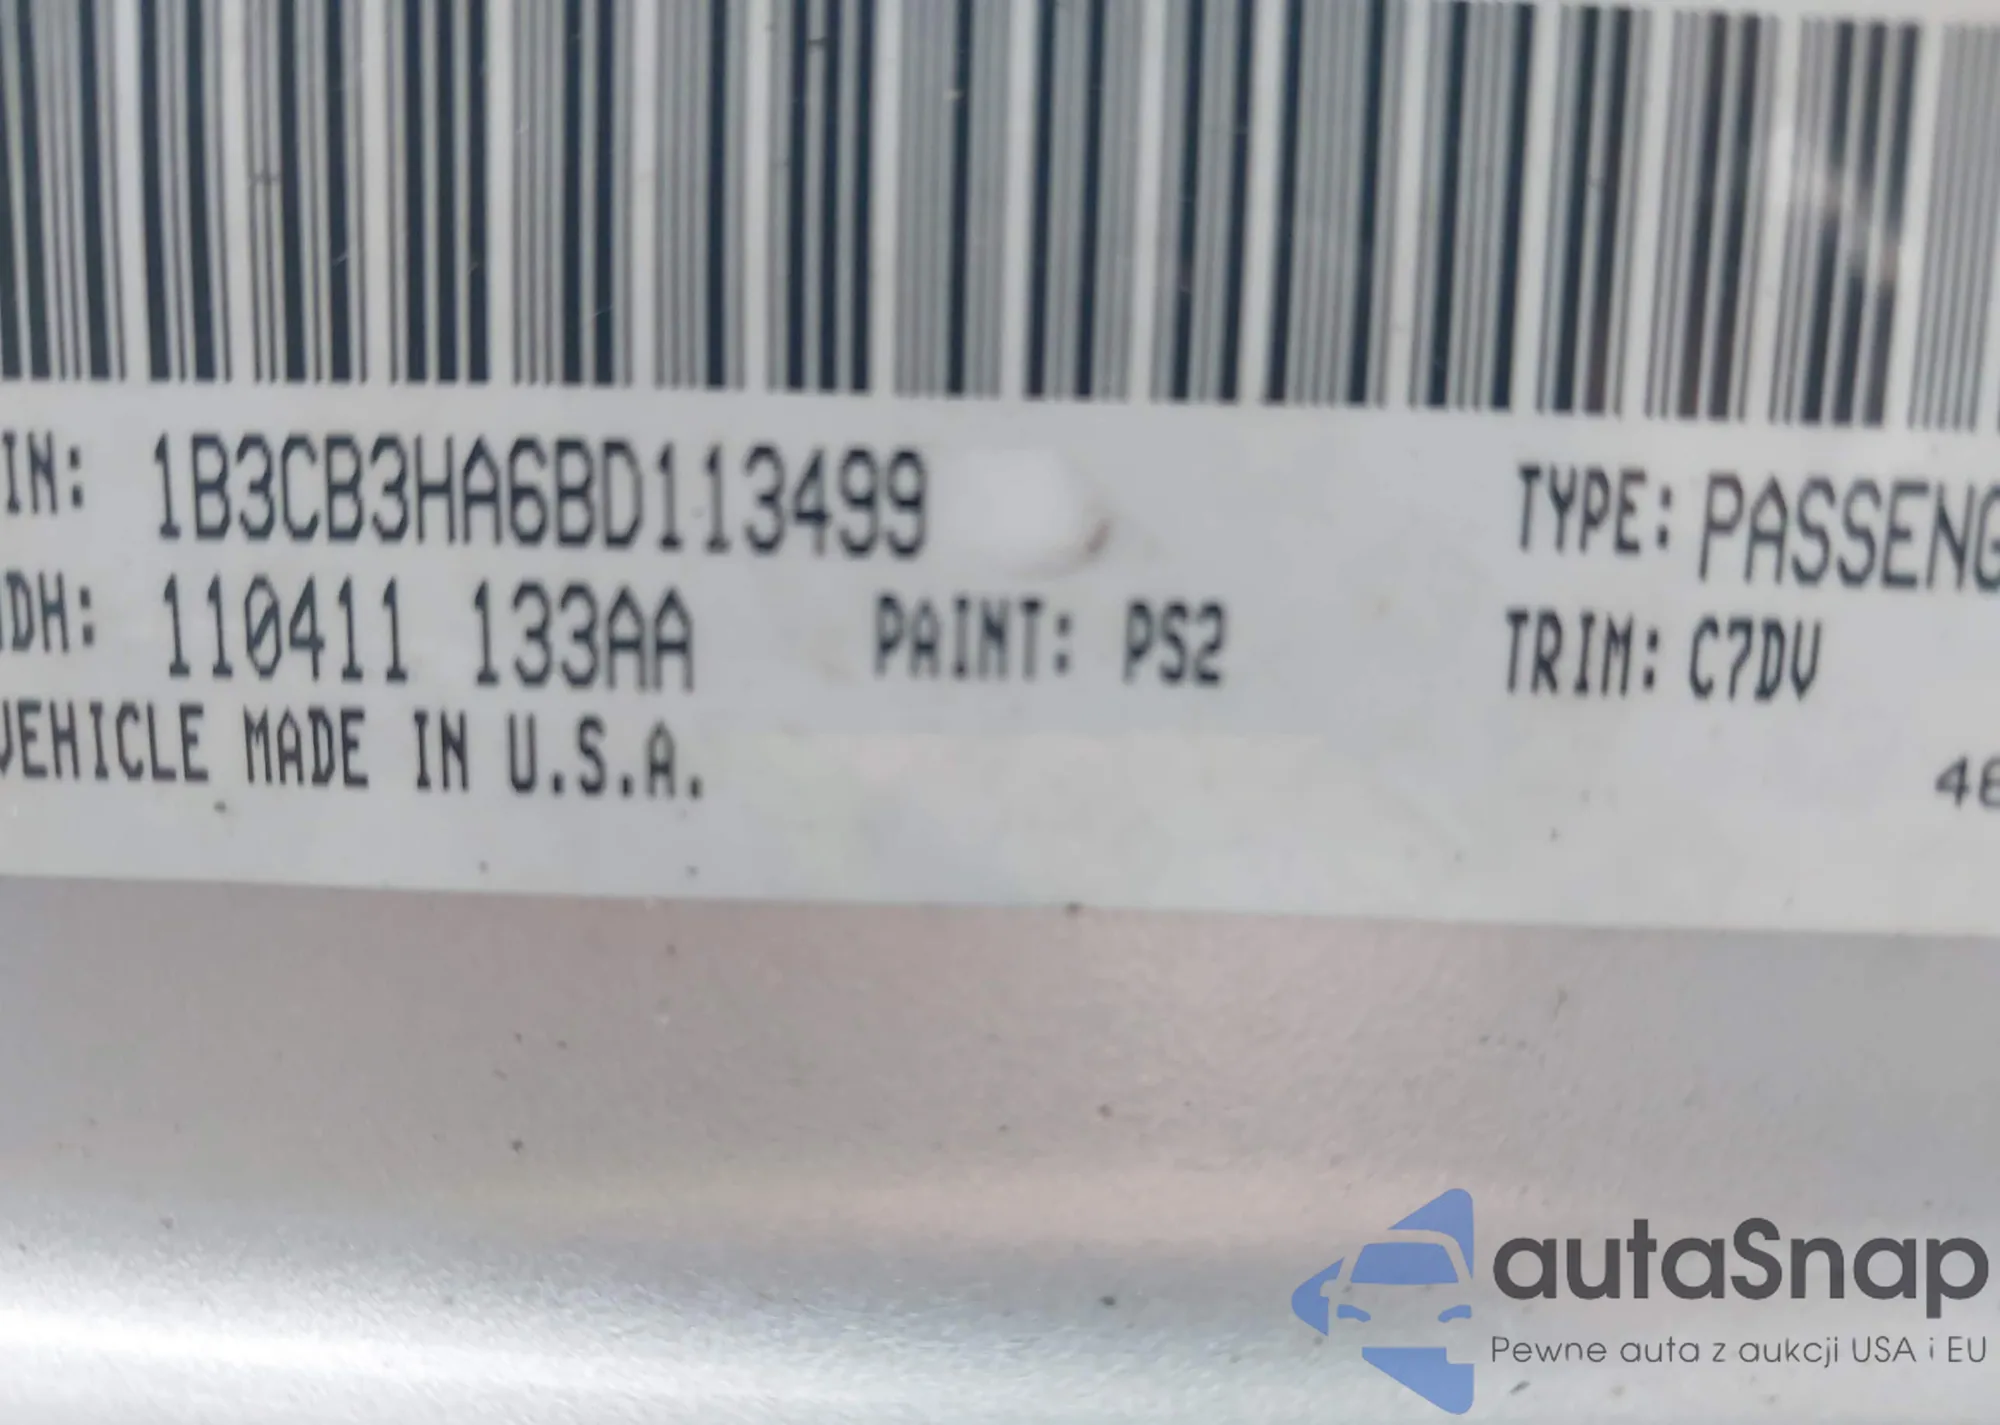 IN: 1B3CB3HA6BD113499 TYPE: PASSENG
DH: 110411 133AA PAINT: PS2 TRIM: C7DV
VEHICLE MADE IN U.S.A.
autaSnap
Pewne auta z aukcji USA i EU